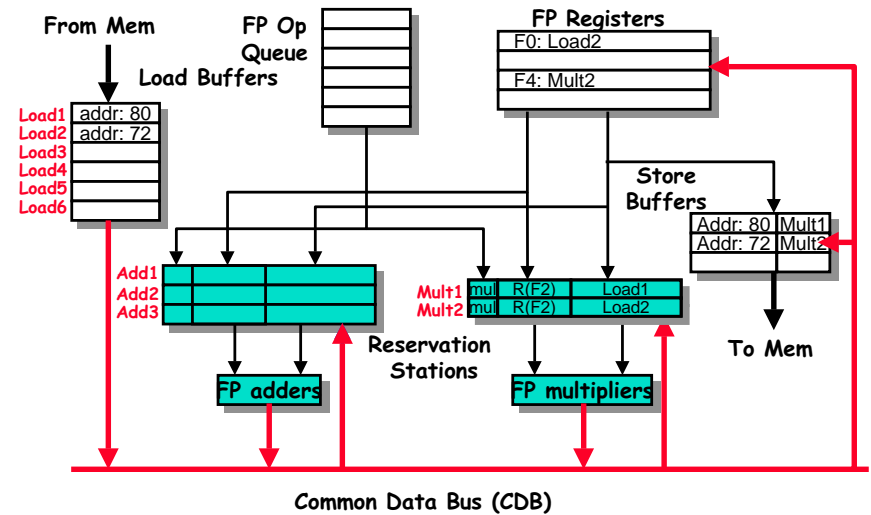 From Mem
FP Op
Queue
FP Registers
F0: Load2
F4: Mult2
Load Buffers
Load1 addr: 80
Load2 addr: 72
Load3
Load4
Load5
Load6
Store
Buffers
Addr: 80 Mult1
Addr: 72 Mult2
Add1
Add2
Add3
Mult1 mul R(F2) Load1
Mult2 mul R(F2) Load2
Reservation
Stations
To Mem
FP adders
FP multipliers
Common Data Bus (CDB)